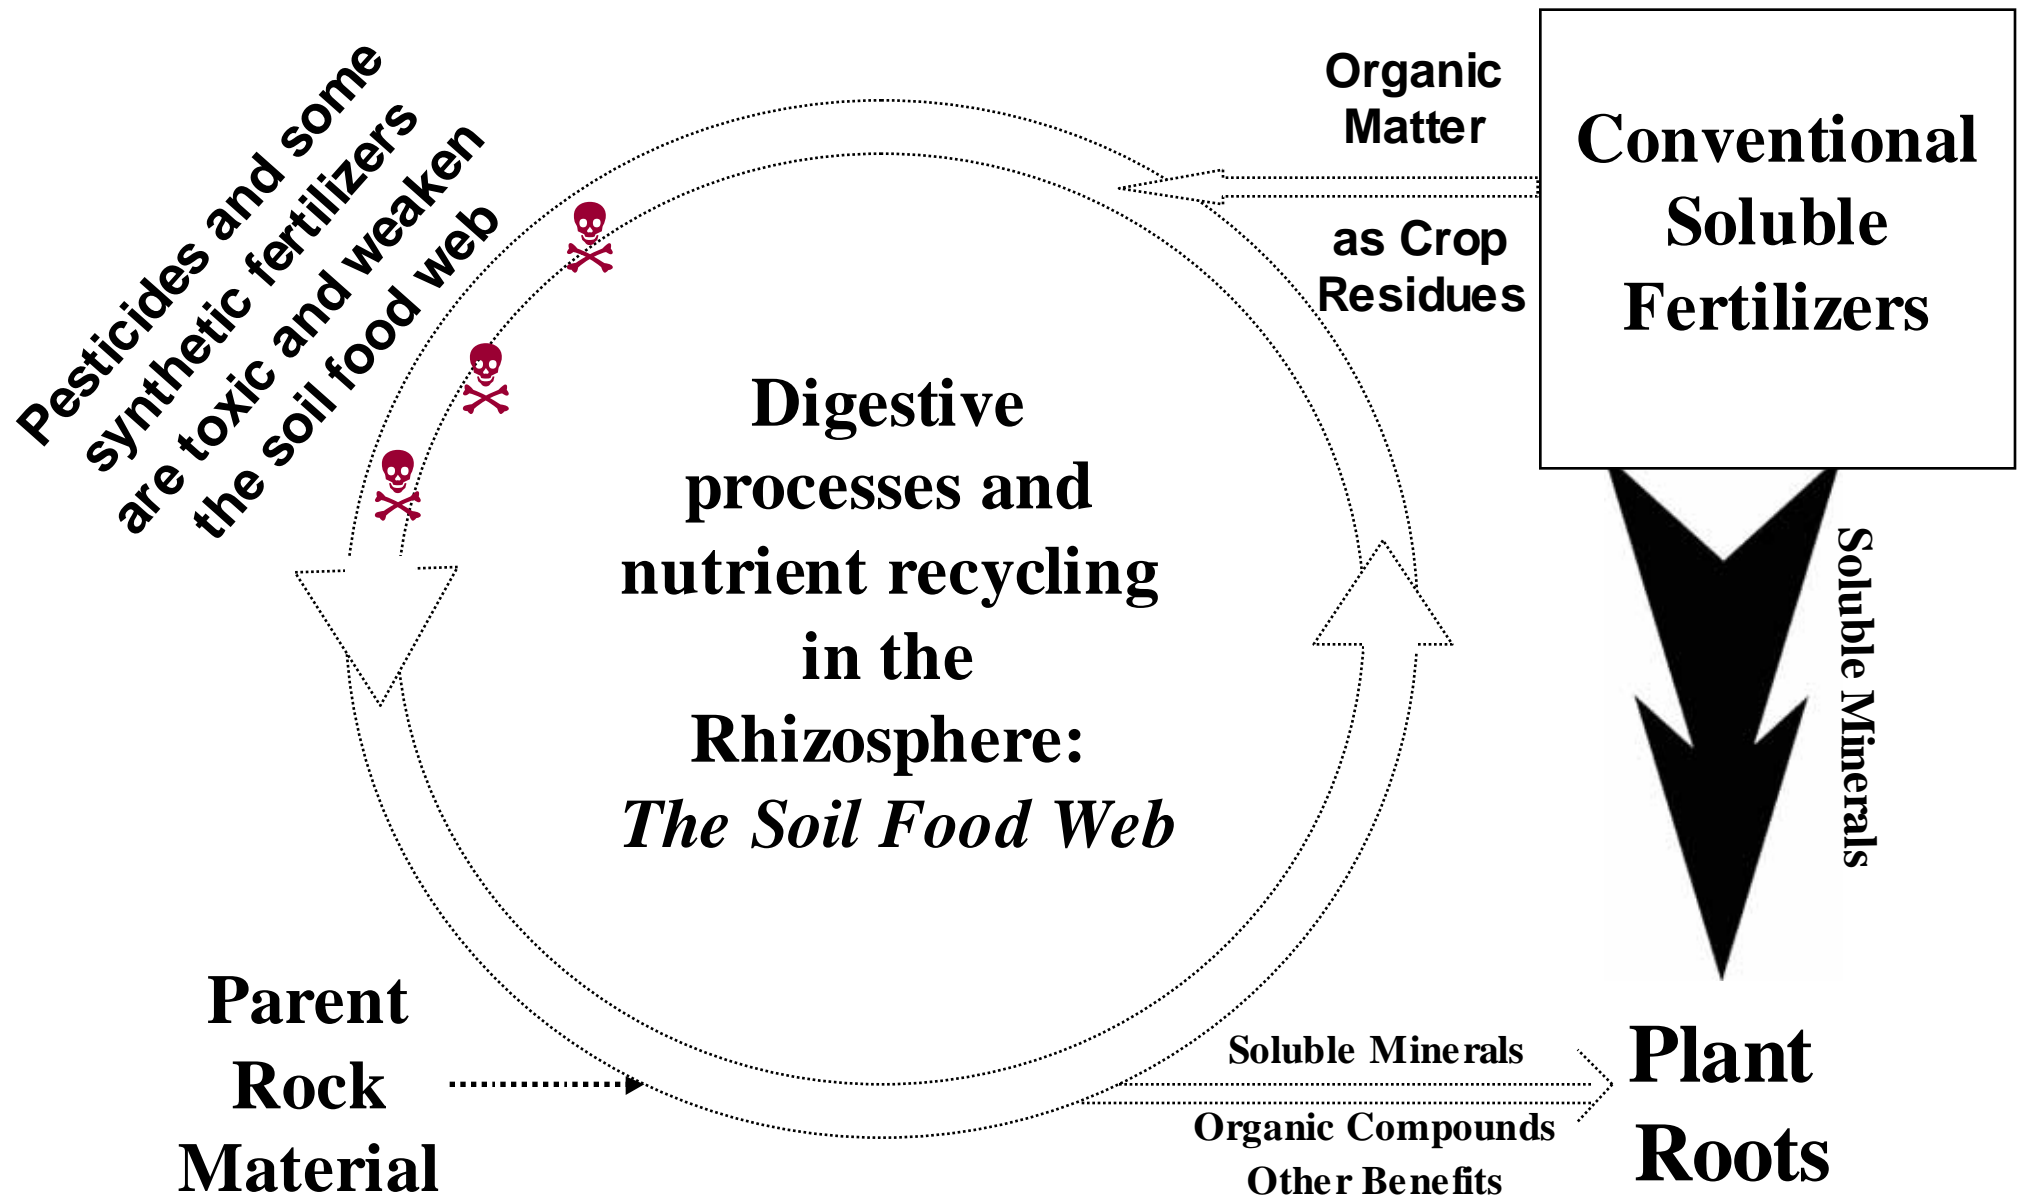 Pesticides and some
synthetic fertilizers
are toxic and weaken
the soil food web
Organic
Matter
as Crop
Residues
Conventional
Soluble
Fertilizers
Digestive
processes and
nutrient recycling
in the
Rhizosphere:
The Soil Food Web
Soluble Minerals
Parent
Rock
Material
Soluble Minerals
Organic Compounds
Other Benefits
Plant
Roots